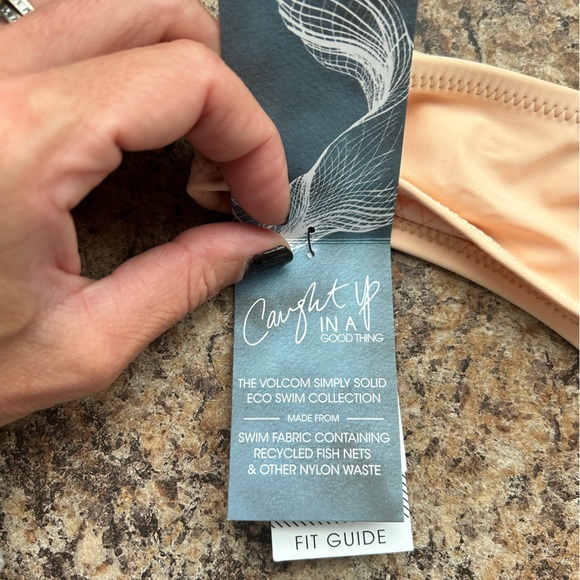 Caught up
IN A
GOOD THING
THE VOLCOM SIMPLY SOLID
ECO SWIM COLLECTION
MADE FROM
SWIM FABRIC CONTAINING
RECYCLED FISH NETS
& OTHER NYLON WASTE
FIT GUIDE